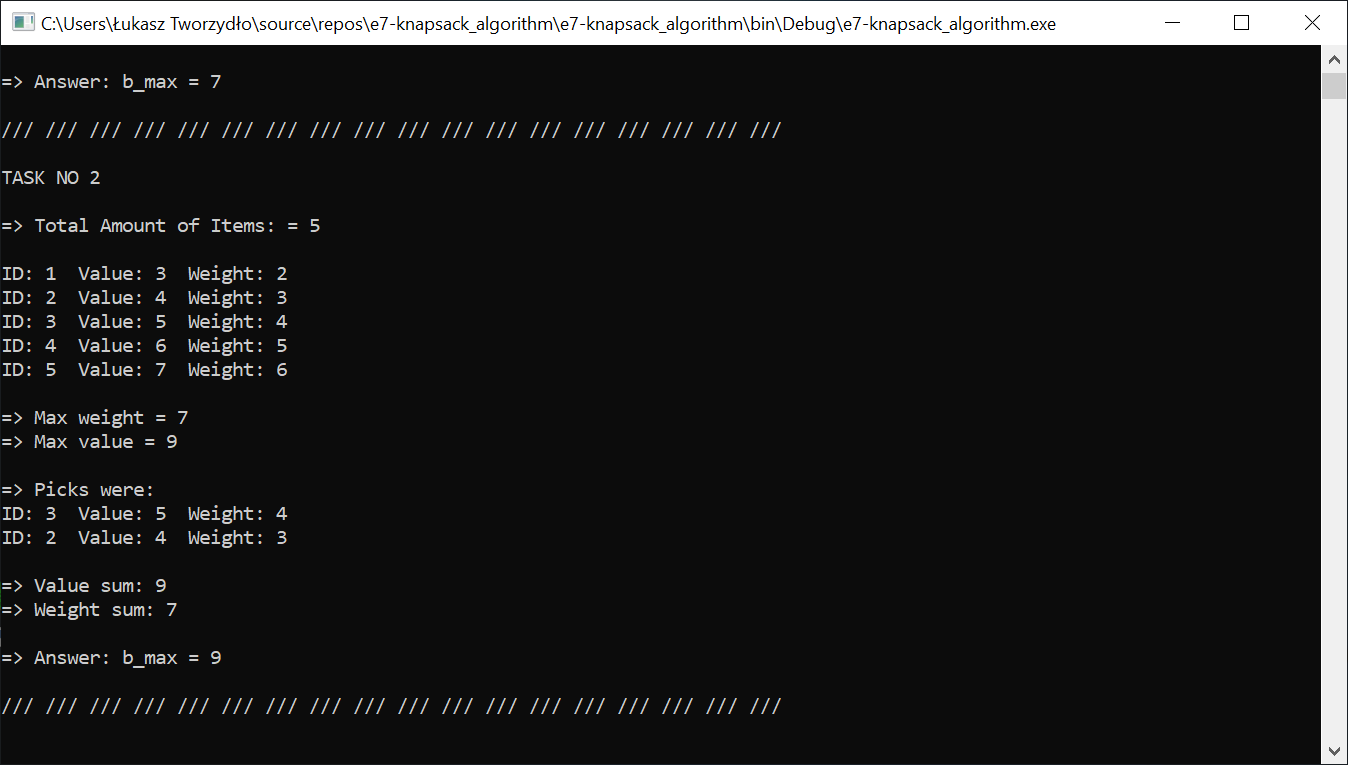 C:\Users\Łukasz Tworzydło\source\repos\e7-knapsack_algorithm\e7-knapsack_algorithm\bin\Debug\e7-knapsack_algorithm.exe
=> Answer: b_max = 7
/// /// /// /// /// /// /// /// /// /// /// /// /// /// /// /// /// ///
TASK NO 2
=> Total Amount of Items: = 5
ID: 1  Value: 3  Weight: 2
ID: 2  Value: 4  Weight: 3
ID: 3  Value: 5  Weight: 4
ID: 4  Value: 6  Weight: 5
ID: 5  Value: 7  Weight: 6
=> Max weight = 7
=> Max value = 9
=> Picks were:
ID: 3  Value: 5  Weight: 4
ID: 2  Value: 4  Weight: 3
=> Value sum: 9
=> Weight sum: 7
=> Answer: b_max = 9
/// /// /// /// /// /// /// /// /// /// /// /// /// /// /// /// /// ///